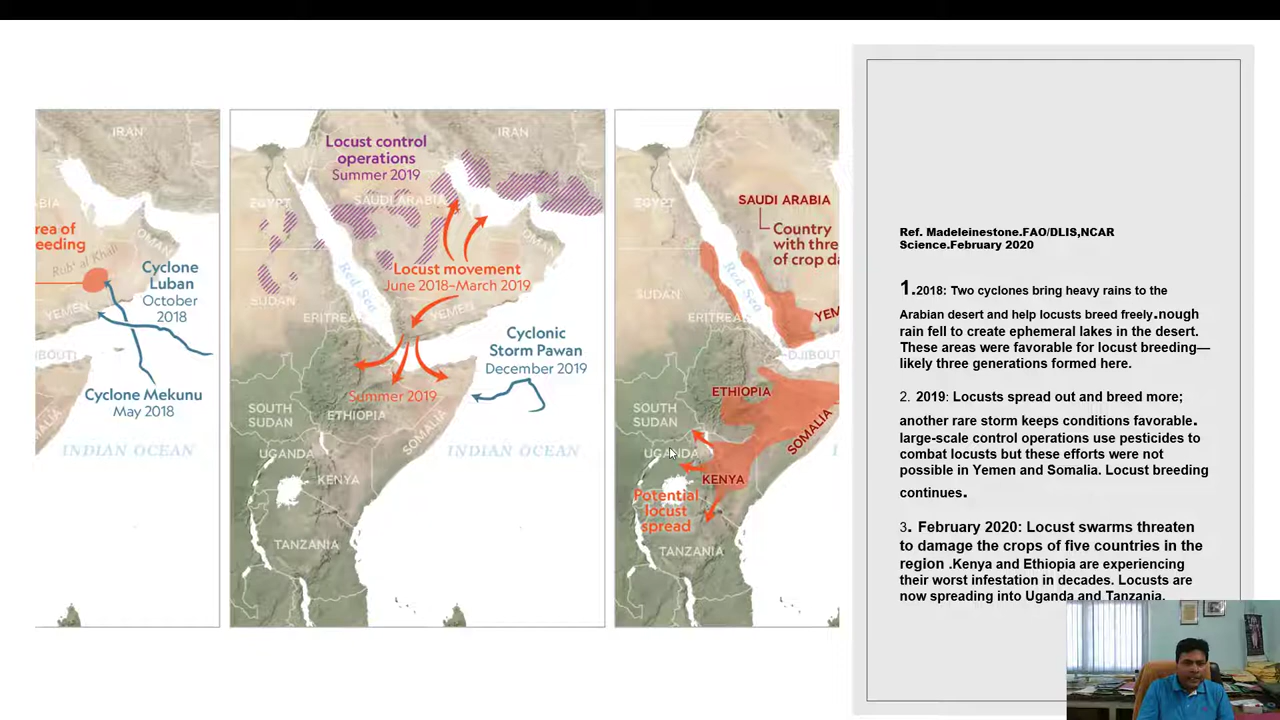 IRAN
rea of
eeding
OMAN
Rub' al Khali
Cyclone
Luban
October
2018
YEMEN
JIBOUTI
Cyclone Mekunu
May 2018
SOMALIA
INDIAN OCEAN
Locust control
operations
Summer 2019
IRAN
EGYPT
SAUDI ARABIA
OMAN
Locust movement
June 2018–March 2019
Red Sea
SUDAN
YEMEN
ERITREA
Cyclonic
Storm Pawan
December 2019
Summer 2019
SOUTH
SUDAN
ETHIOPIA
SOMALIA
INDIAN OCEAN
UGANDA
KENYA
TANZANIA
SAUDI ARABIA
EGYPT
Country
with thre
of crop da
Red Sea
SUDAN
YEM
ERITREA
DJIBOUTI
ETHIOPIA
SOUTH
SUDAN
SOMALIA
UGANDA
KENYA
Potential
locust
spread
TANZANIA
Ref. Madeleinestone.FAO/DLIS,NCAR
Science.February 2020
1.2018: Two cyclones bring heavy rains to the
Arabian desert and help locusts breed freely.nough
rain fell to create ephemeral lakes in the desert.
These areas were favorable for locust breeding—
likely three generations formed here.
2. 2019: Locusts spread out and breed more;
another rare storm keeps conditions favorable.
large-scale control operations use pesticides to
combat locusts but these efforts were not
possible in Yemen and Somalia. Locust breeding
continues.
3. February 2020: Locust swarms threaten
to damage the crops of five countries in the
region .Kenya and Ethiopia are experiencing
their worst infestation in decades. Locusts are
now spreading into Uganda and Tanzania.